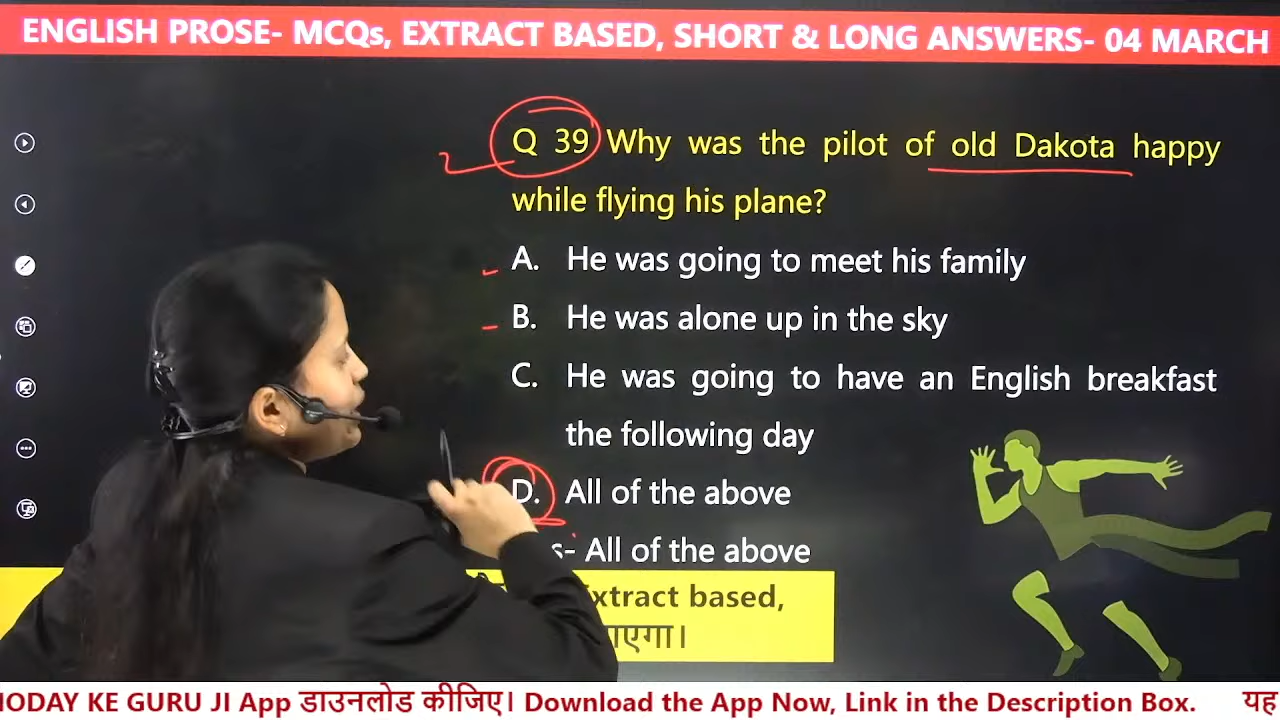 ENGLISH PROSE- MCQs, EXTRACT BASED, SHORT & LONG ANSWERS- 04 MARCH
Q 39 Why was the pilot of old Dakota happy
while flying his plane?
A. He was going to meet his family
B. He was alone up in the sky
C. He was going to have an English breakfast
the following day
D. All of the above
s- All of the above
xtract based,
KE GURU JI App डाउनलोड कीजिए। Download the App Now, Link in the Description Box. यह